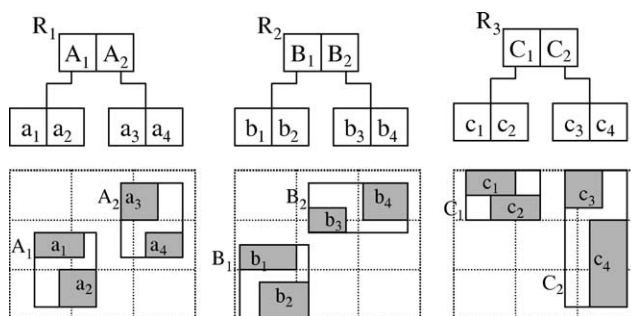 R1 R2 R3
A1 A2 B1 B2 C1 C2
a1 a2 a3 a4 b1 b2 b3 b4 c1 c2 c3 c4
A2 a3 B2 b4 c1 c3
b3 C1 c2
A1 a1 a4 B1 b1 c4
a2 b2 C2